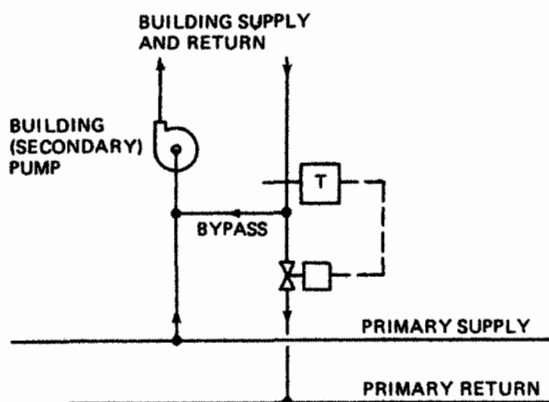 BUILDING SUPPLY
AND RETURN
BUILDING
(SECONDARY)
PUMP
T
BYPASS
PRIMARY SUPPLY
PRIMARY RETURN